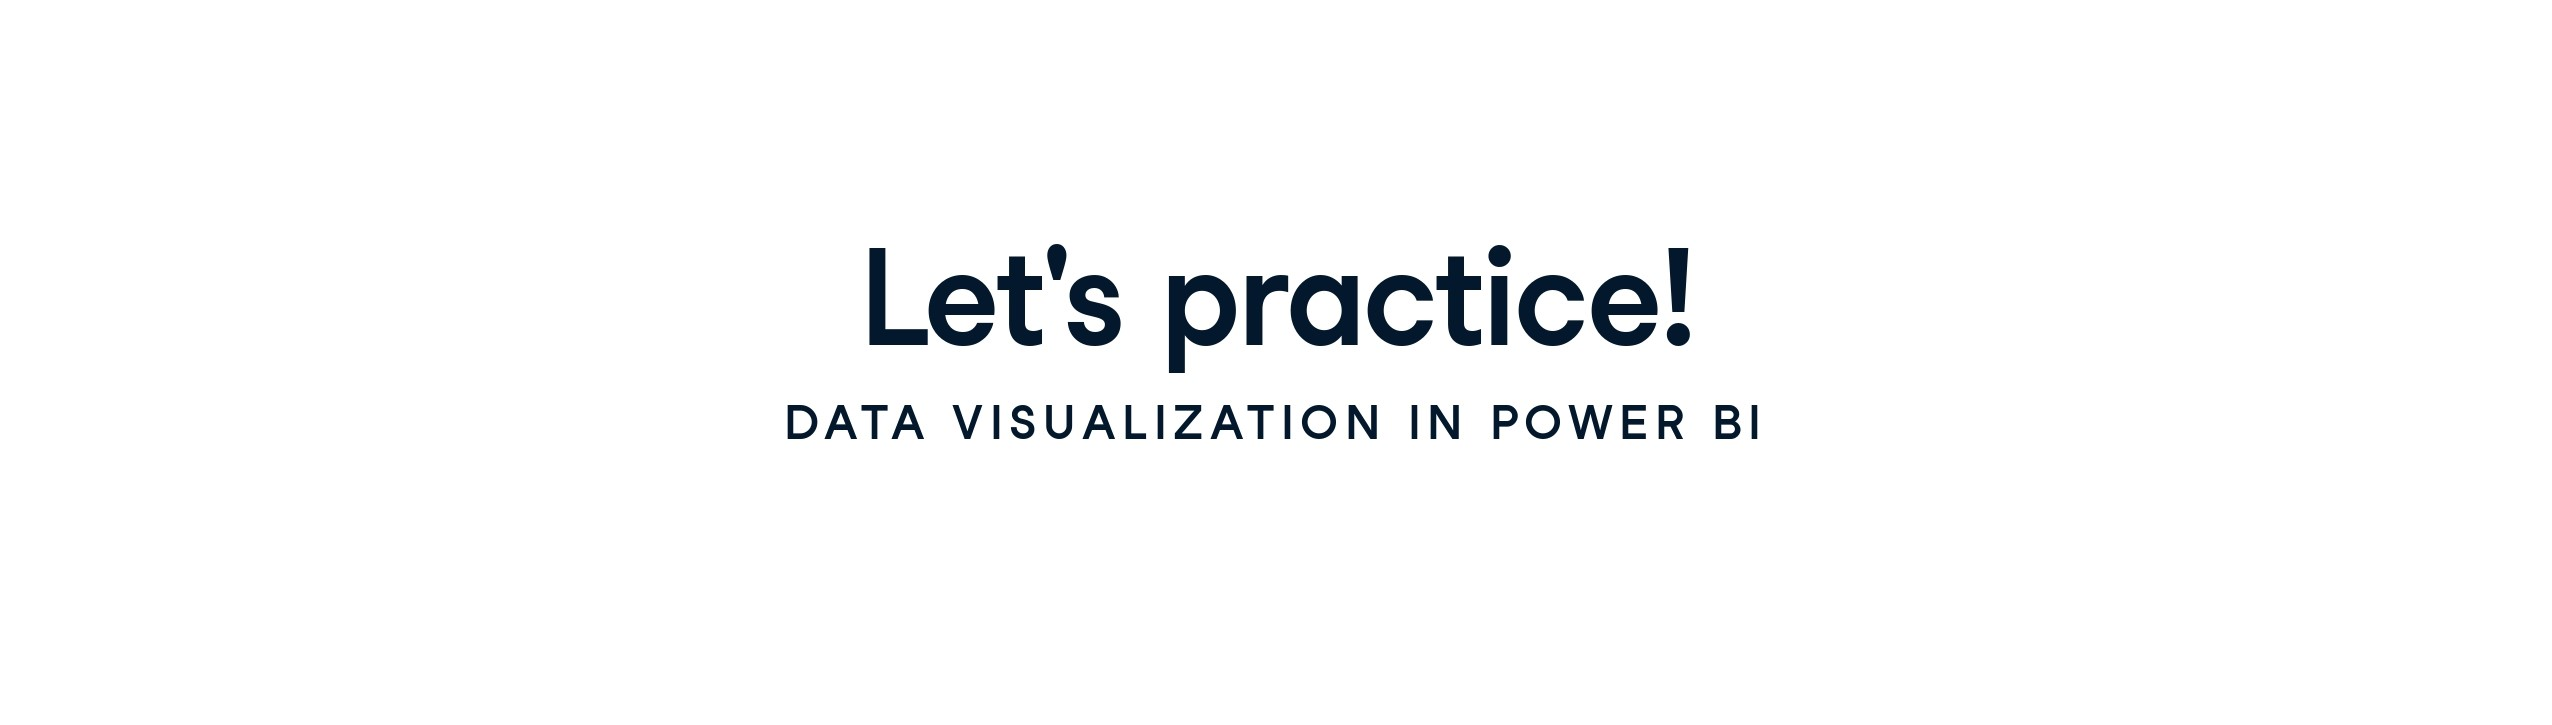 Let's practice!
DATA VISUALIZATION IN POWER BI